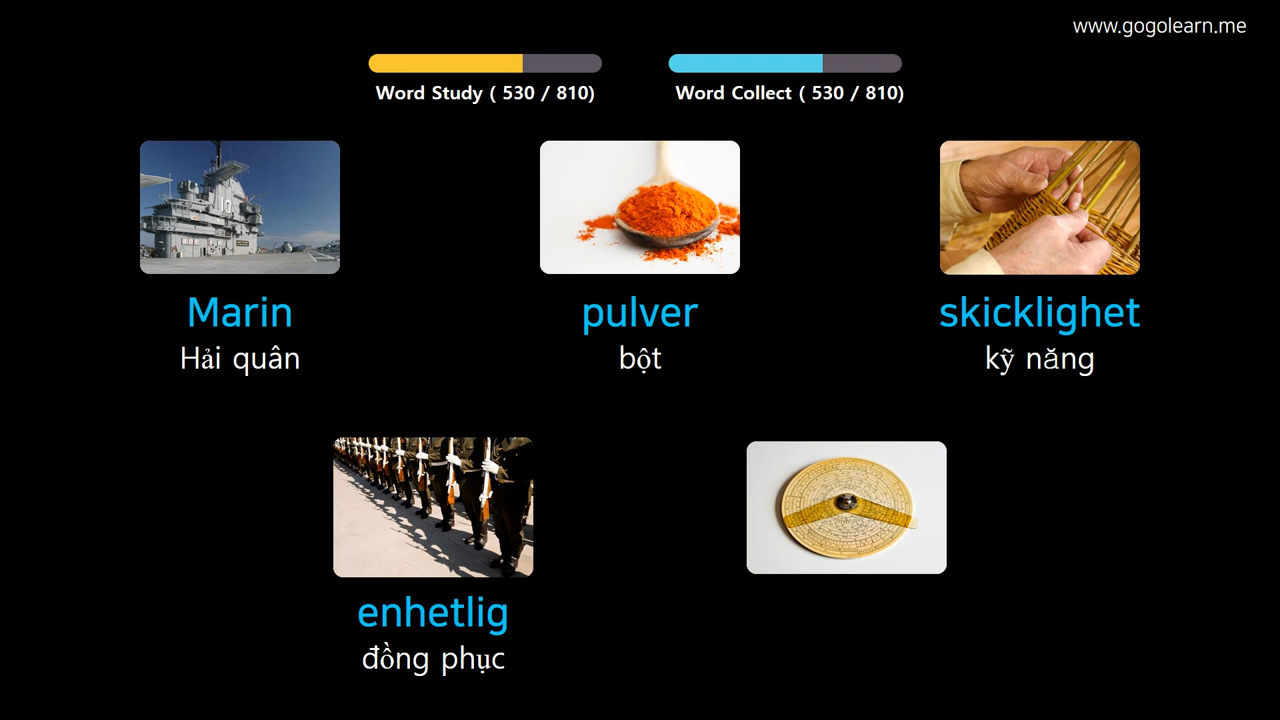 www.gogolearn.me
Word Study ( 530 / 810)
Word Collect ( 530 / 810)
Marin
Hải quân
pulver
bột
skicklighet
kỹ năng
enhetlig
đồng phục